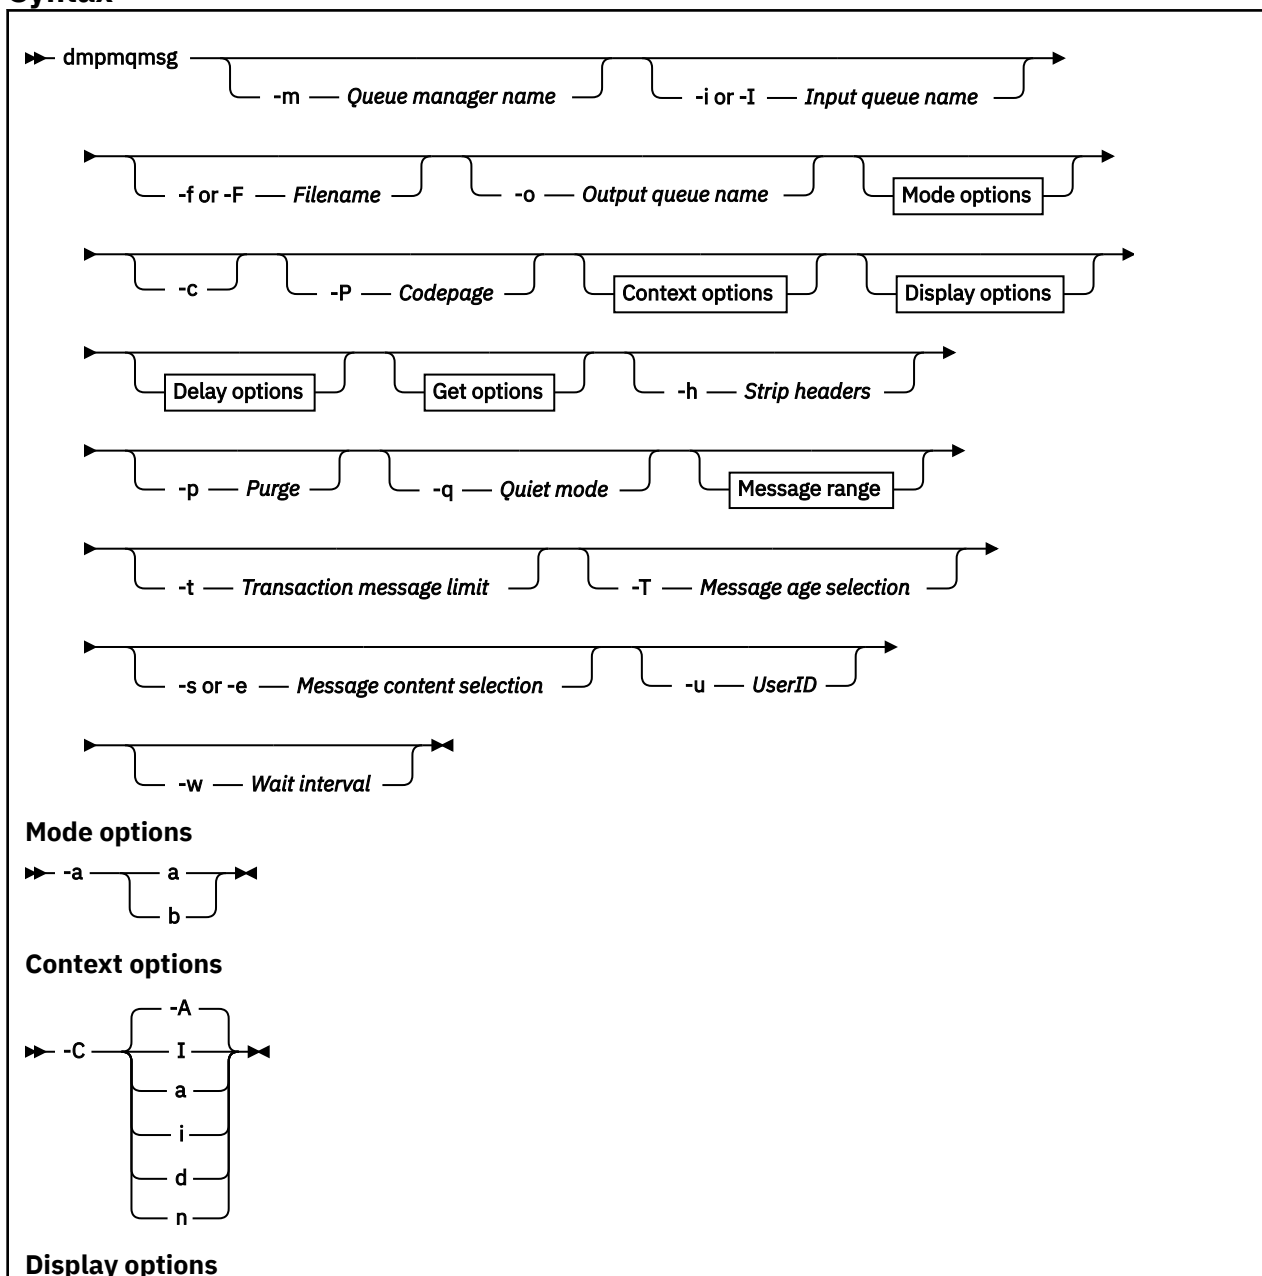 Syntax
dmpmqmsg -m Queue manager name -i or -I Input queue name
-f or -F Filename -o Output queue name Mode options
-c -P Codepage Context options Display options
Delay options Get options -h Strip headers
-p Purge -q Quiet mode Message range
-t Transaction message limit -T Message age selection
-s or -e Message content selection -u UserID
-w Wait interval
Mode options
-a a
b
Context options
-A
-C I
a
i
d
n
Display options